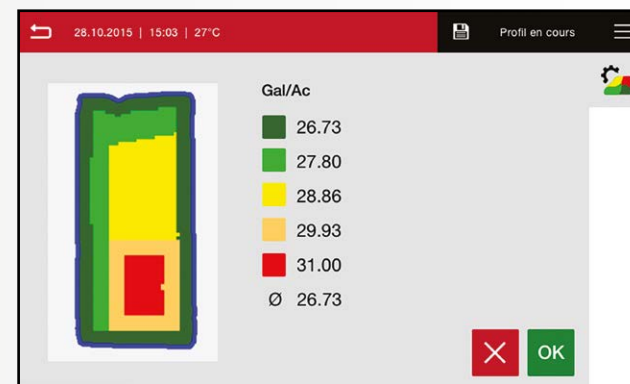 28.10.2015 | 15:03 | 27°C
Profil en cours
Gal/Ac
26.73
27.80
28.86
29.93
31.00
Ø 26.73
OK